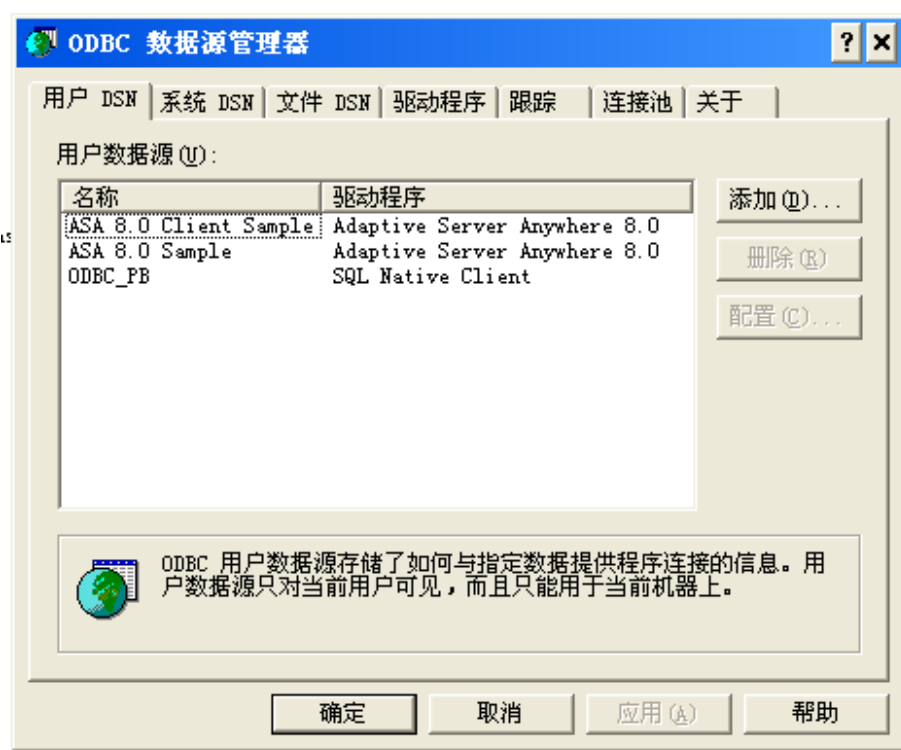 ODBC 数据源管理器
用户 DSN 系统 DSN 文件 DSN 驱动程序 跟踪 连接池 关于
用户数据源(U):
名称 驱动程序
ASA 8.0 Client Sample Adaptive Server Anywhere 8.0
ASA 8.0 Sample Adaptive Server Anywhere 8.0
ODBC_PB SQL Native Client
添加(D)...
删除(R)
配置(C)...
ODBC 用户数据源存储了如何与指定数据提供程序连接的信息。用
户数据源只对当前用户可见，而且只能用于当前机器上。
确定 取消 应用(A) 帮助